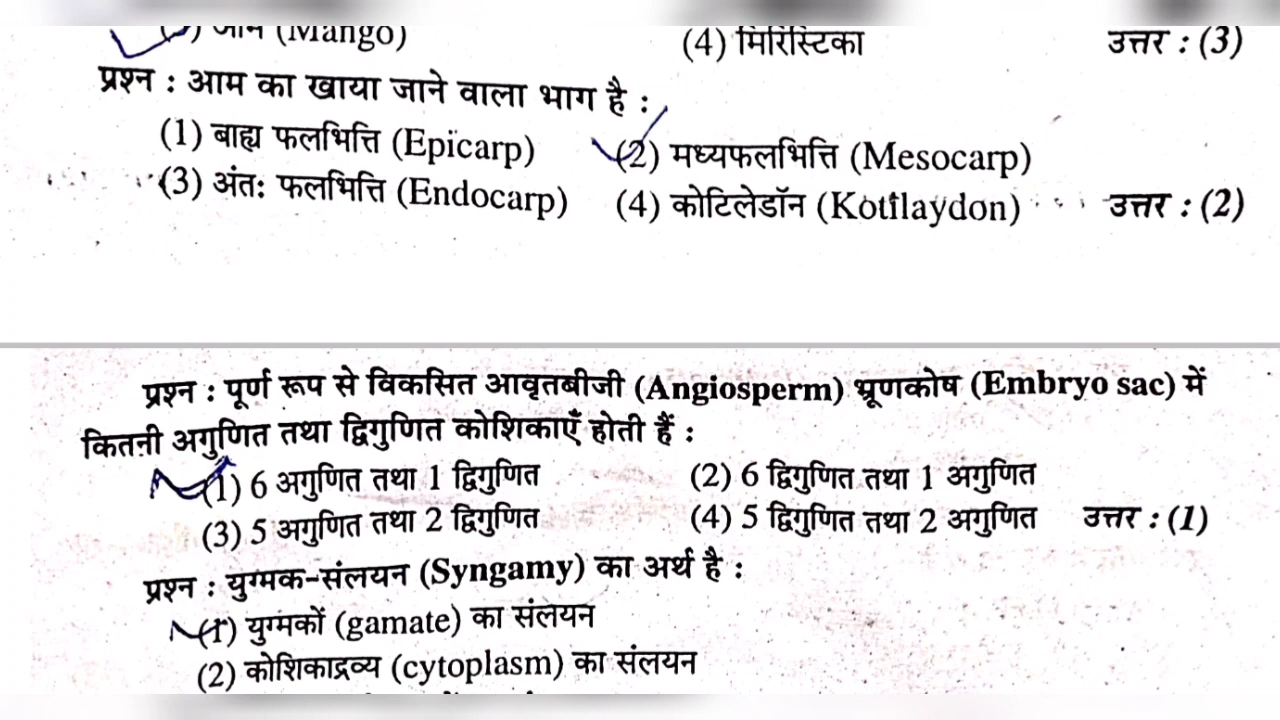 (3) आम (Mango) (4) मिरिस्टिका उत्तर : (3)
प्रश्न : आम का खाया जाने वाला भाग है :
(1) बाह्य फलभित्ति (Epicarp) (2) मध्यफलभित्ति (Mesocarp)
(3) अंतः फलभित्ति (Endocarp) (4) कोटिलेडॉन (Kotilaydon) उत्तर : (2)
प्रश्न : पूर्ण रूप से विकसित आवृतबीजी (Angiosperm) भ्रूणकोष (Embryo sac) में
कितनी अगुणित तथा द्विगुणित कोशिकाएँ होती हैं :
(1) 6 अगुणित तथा 1 द्विगुणित (2) 6 द्विगुणित तथा 1 अगुणित
(3) 5 अगुणित तथा 2 द्विगुणित (4) 5 द्विगुणित तथा 2 अगुणित उत्तर : (1)
प्रश्न : युग्मक-संलयन (Syngamy) का अर्थ है :
(1) युग्मकों (gamate) का संलयन
(2) कोशिकाद्रव्य (cytoplasm) का संलयन